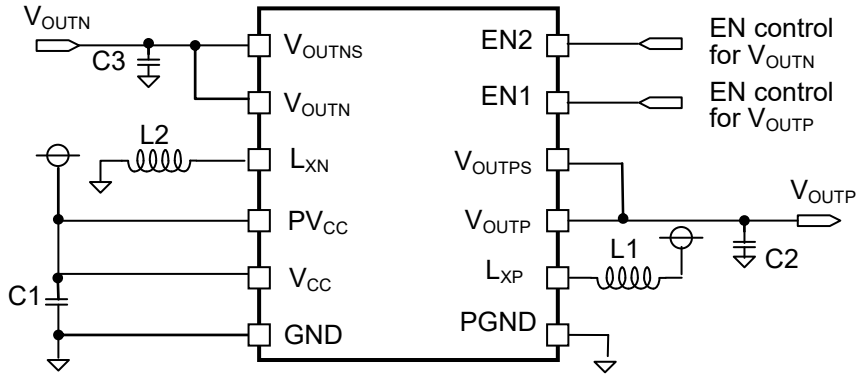 VOUTN
C3
VOUTNS
VOUTN
L2
LXN
PVCC
VCC
C1
GND
EN2
EN control
for VOUTN
EN1
EN control
for VOUTP
VOUTPS
VOUTP
VOUTP
C2
L1
LXP
PGND